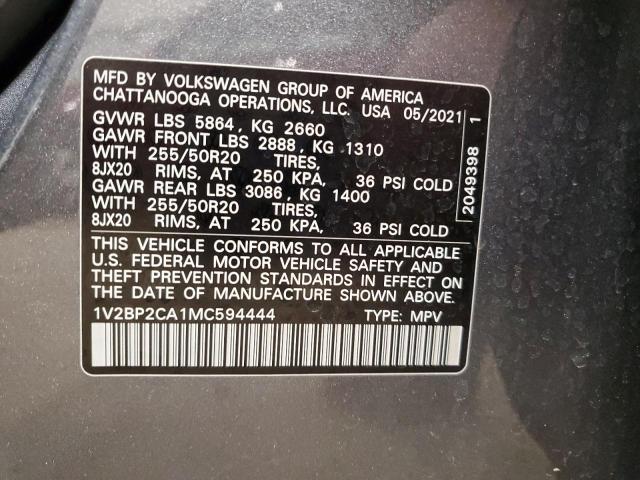 MFD BY VOLKSWAGEN GROUP OF AMERICA
CHATTANOOGA OPERATIONS, LLC. USA 05/2021
GVWR LBS 5864 , KG 2660
GAWR FRONT LBS 2888 , KG 1310
WITH 255/50R20 TIRES,
8JX20 RIMS, AT 250 KPA, 36 PSI COLD
GAWR REAR LBS 3086 , KG 1400
WITH 255/50R20 TIRES,
8JX20 RIMS, AT 250 KPA, 36 PSI COLD
2049398 1
THIS VEHICLE CONFORMS TO ALL APPLICABLE
U.S. FEDERAL MOTOR VEHICLE SAFETY AND
THEFT PREVENTION STANDARDS IN EFFECT ON
THE DATE OF MANUFACTURE SHOWN ABOVE.
1V2BP2CA1MC594444 TYPE: MPV